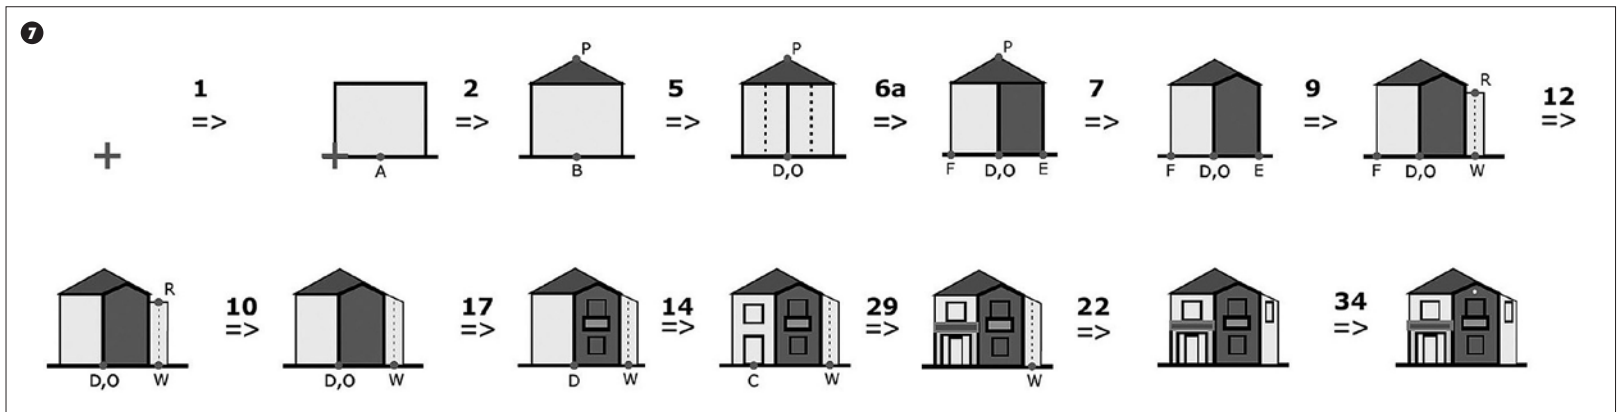 7
P P P
1 2 5 6a 7 9 R 12
=> => => => => => =>
A B D,O F D,O E F D,O E F D,O W
R
10 17 14 29 22 34
=> => => => => =>
D,O W D,O W D W C W W